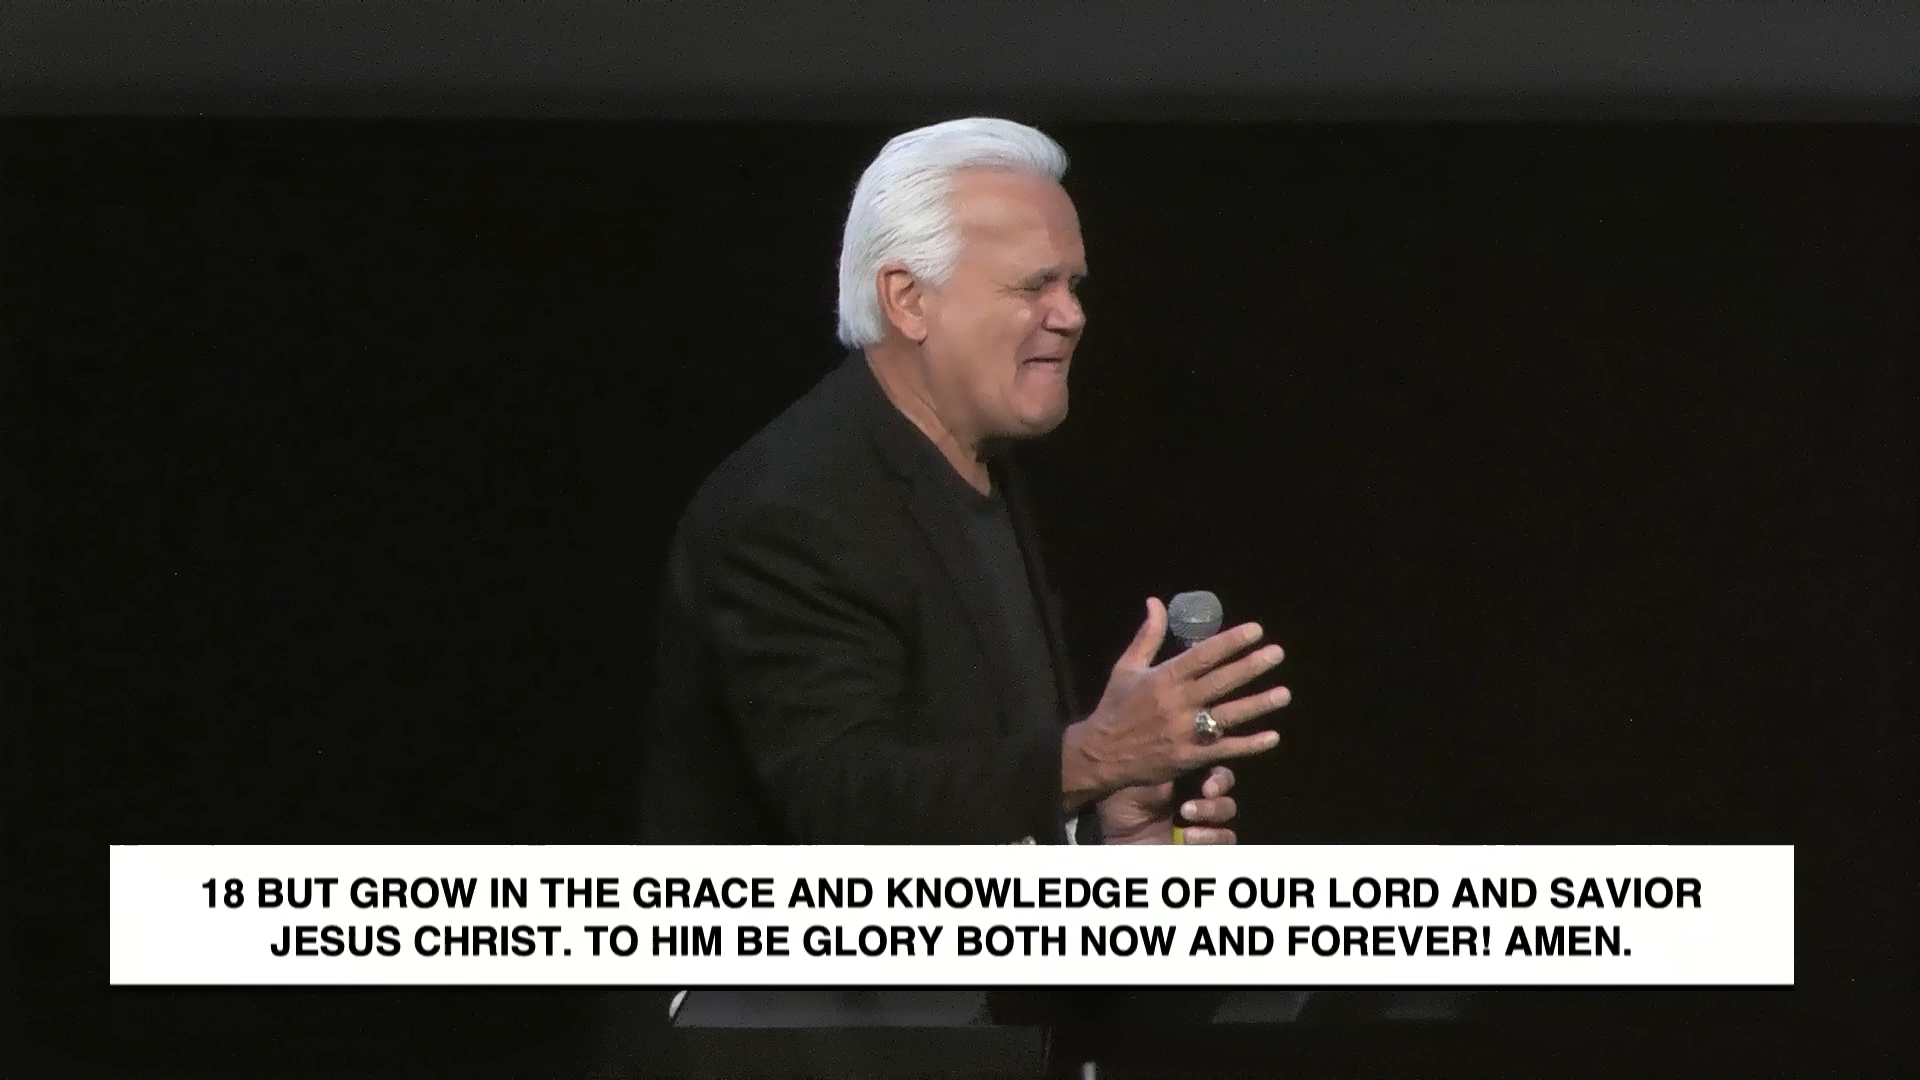 18 BUT GROW IN THE GRACE AND KNOWLEDGE OF OUR LORD AND SAVIOR
JESUS CHRIST. TO HIM BE GLORY BOTH NOW AND FOREVER! AMEN.